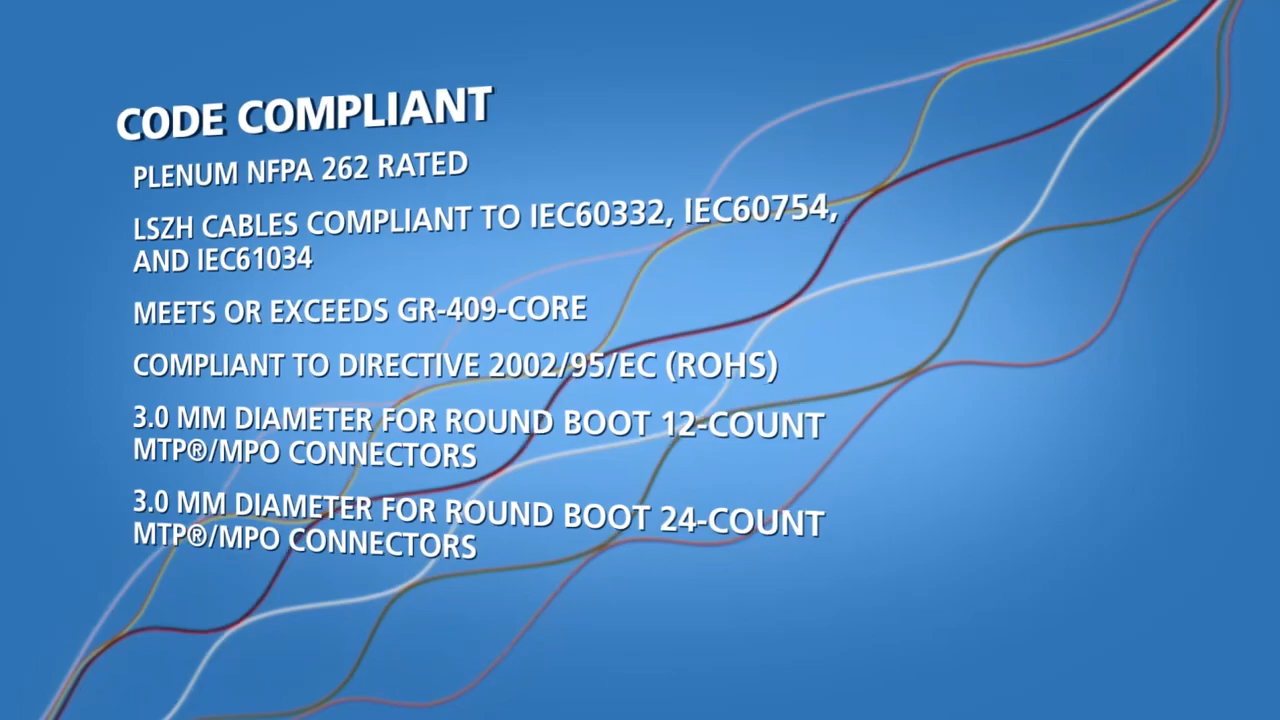 CODE COMPLIANT
PLENUM NFPA 262 RATED
LSZH CABLES COMPLIANT TO IEC60332, IEC60754,
AND IEC61034
MEETS OR EXCEEDS GR-409-CORE
COMPLIANT TO DIRECTIVE 2002/95/EC (ROHS)
3.0 MM DIAMETER FOR ROUND BOOT 12-COUNT
MTP®/MPO CONNECTORS
3.0 MM DIAMETER FOR ROUND BOOT 24-COUNT
MTP®/MPO CONNECTORS